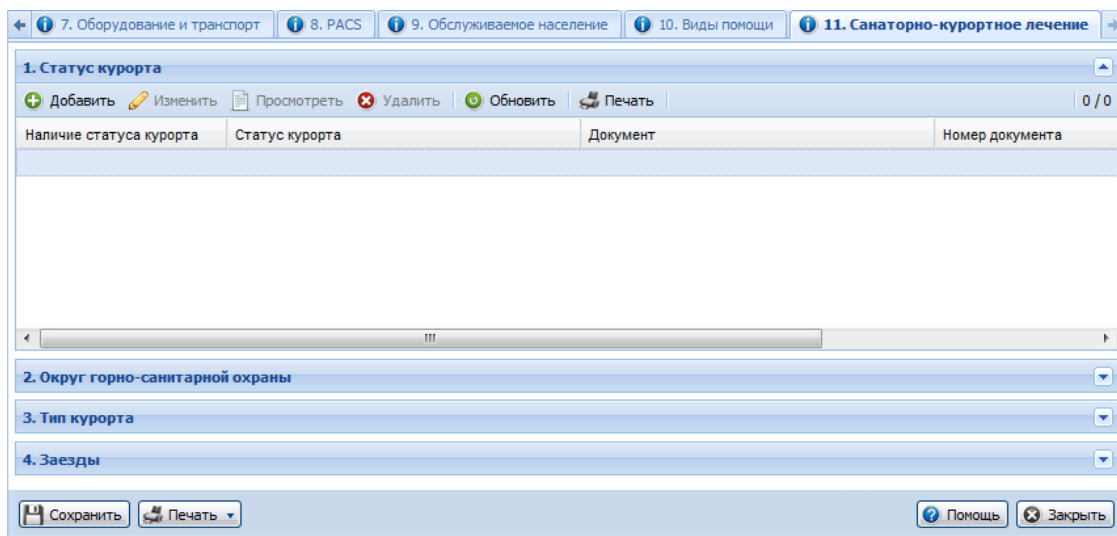 7. Оборудование и транспорт 8. PACS 9. Обслуживаемое население 10. Виды помощи 11. Санаторно-курортное лечение
1. Статус курорта
Добавить Изменить Просмотреть Удалить Обновить Печать 0 / 0
Наличие статуса курорта Статус курорта Документ Номер документа
2. Округ горно-санитарной охраны
3. Тип курорта
4. Заезды
Сохранить Печать Помощь Закрыть